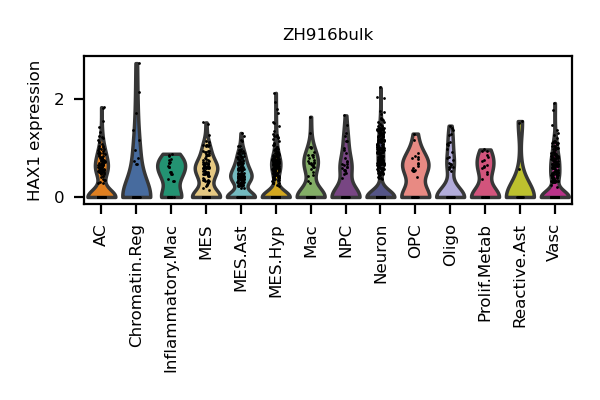 ZH916bulk
HAX1 expression
2
0
AC
Chromatin.Reg
Inflammatory.Mac
MES
MES.Ast
MES.Hyp
Mac
NPC
Neuron
OPC
Oligo
Prolif.Metab
Reactive.Ast
Vasc